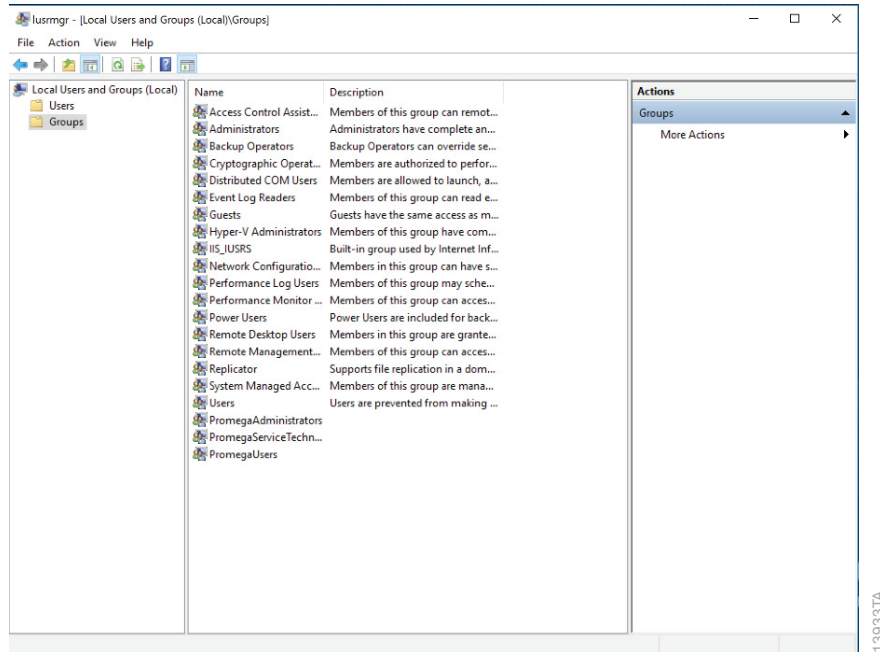 lusrmgr - [Local Users and Groups (Local)\Groups]
File Action View Help
Local Users and Groups (Local)
Users
Groups
Name Description
Access Control Assist... Members of this group can remot...
Administrators Administrators have complete an...
Backup Operators Backup Operators can override se...
Cryptographic Operat... Members are authorized to perfor...
Distributed COM Users Members are allowed to launch, a...
Event Log Readers Members of this group can read e...
Guests Guests have the same access as m...
Hyper-V Administrators Members of this group have com...
IIS_IUSRS Built-in group used by Internet Inf...
Network Configuratio... Members in this group can have s...
Performance Log Users Members of this group may sche...
Performance Monitor ... Members of this group can acces...
Power Users Power Users are included for back...
Remote Desktop Users Members in this group are grante...
Remote Management... Members of this group can acces...
Replicator Supports file replication in a dom...
System Managed Acc... Members of this group are mana...
Users Users are prevented from making ...
PromegaAdministrators
PromegaServiceTechn...
PromegaUsers
Actions
Groups
More Actions
13933TA